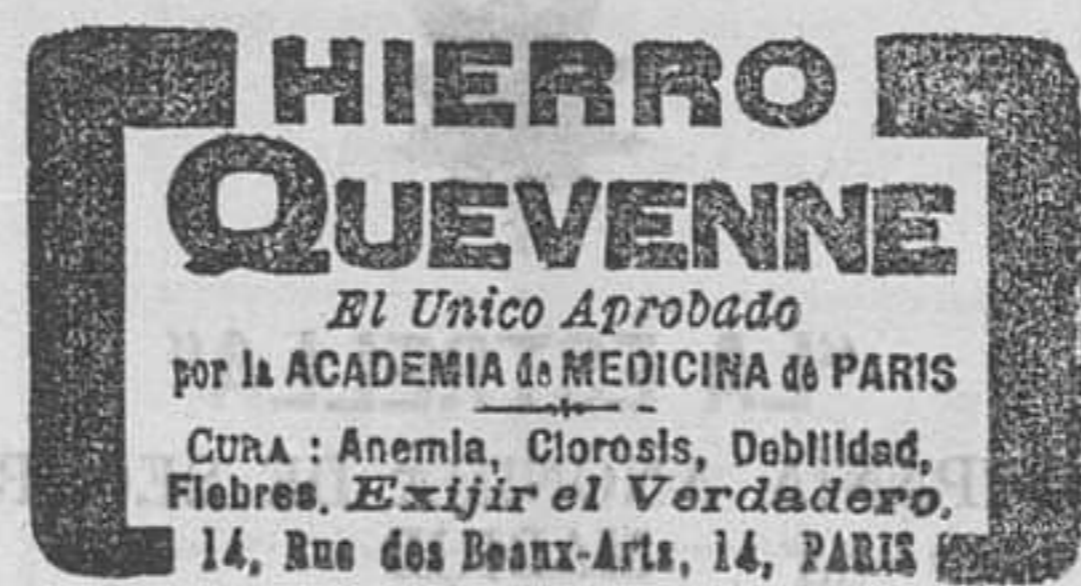 HIERRO
QUEVENNE
El Unico Aprobado
por la ACADEMIA de MEDICINA de PARIS
CURA : Anemia, Clorosis, Debilidad,
Fiebres. Exijir el Verdadero.
14, Rue des Beaux-Arts, 14, PARIS